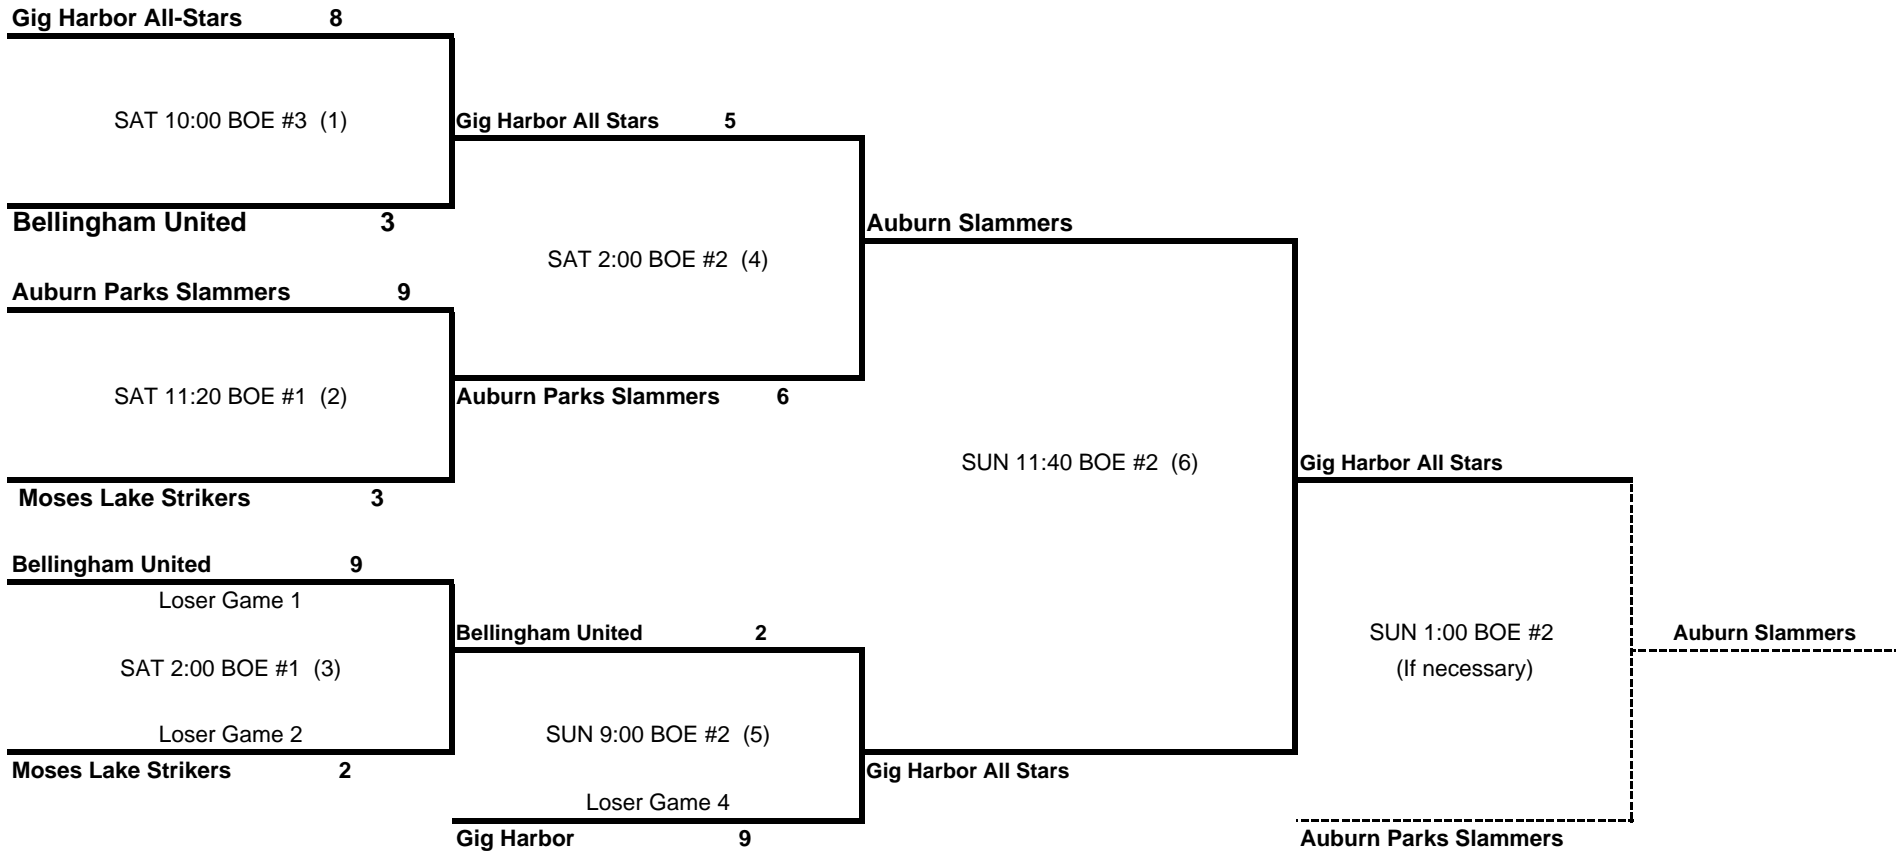 Gig Harbor All-Stars 8
SAT 10:00 BOE #3 (1)
Gig Harbor All Stars 5
Bellingham United 3
Auburn Slammers
SAT 2:00 BOE #2 (4)
Auburn Parks Slammers 9
SAT 11:20 BOE #1 (2)
Auburn Parks Slammers 6
SUN 11:40 BOE #2 (6)
Gig Harbor All Stars
Moses Lake Strikers 3
Bellingham United 9
Loser Game 1
Bellingham United 2
SUN 1:00 BOE #2
Auburn Slammers
SAT 2:00 BOE #1 (3)
(If necessary)
Loser Game 2
SUN 9:00 BOE #2 (5)
Moses Lake Strikers 2
Gig Harbor All Stars
Loser Game 4
Gig Harbor 9
Auburn Parks Slammers